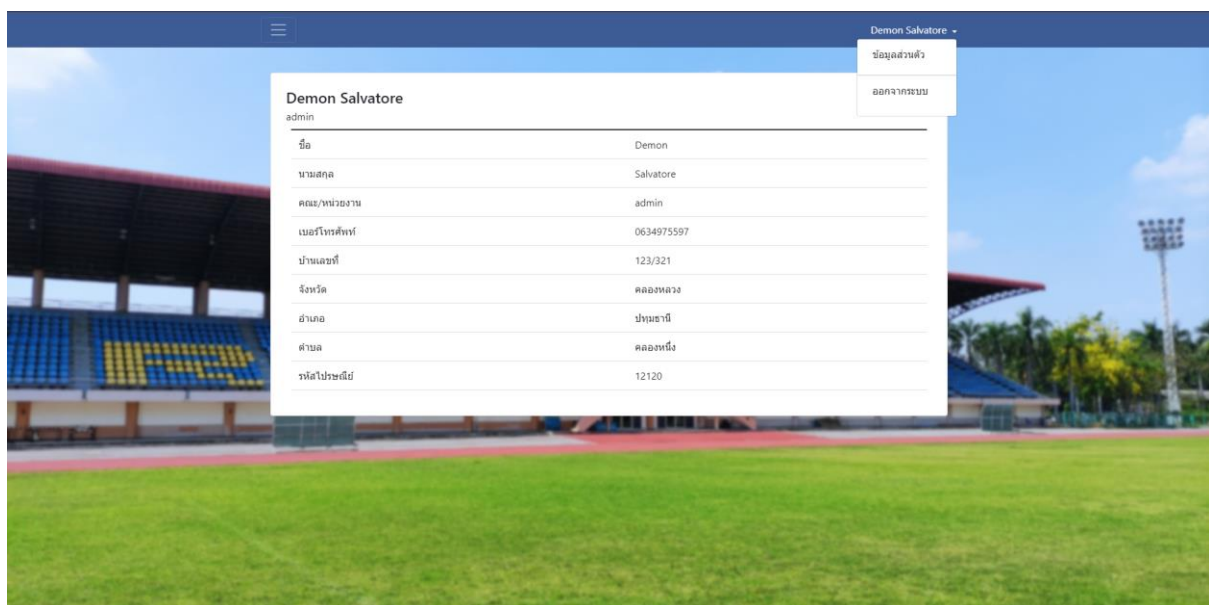 Demon Salvatore
ข้อมูลส่วนตัว
ออกจากระบบ
Demon Salvatore
admin
ชื่อ Demon
นามสกุล Salvatore
คณะ/หน่วยงาน admin
เบอร์โทรศัพท์ 0634975597
บ้านเลขที่ 123/321
จังหวัด คลองหลวง
อำเภอ ปทุมธานี
ตำบล คลองหนึ่ง
รหัสไปรษณีย์ 12120